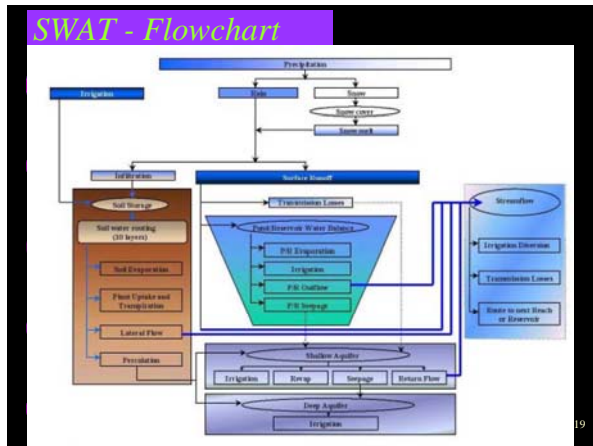 SWAT - Flowchart
Precipitation
Irrigation
Rain
Snow
Snow cover
Snow melt
Infiltration
Surface Runoff
Soil Storage
Soil water routing
(10 layers)
Soil Evaporation
Plant Uptake and
Transpiration
Lateral Flow
Percolation
Transmission Losses
Pond/Reservoir Water Balance
P/R Evaporation
Irrigation
P/R Outflow
P/R Seepage
Streamflow
Irrigation Diversion
Transmission Losses
Route to next Reach
or Reservoir
Shallow Aquifer
Irrigation
Revap
Seepage
Return Flow
Deep Aquifer
Irrigation
19